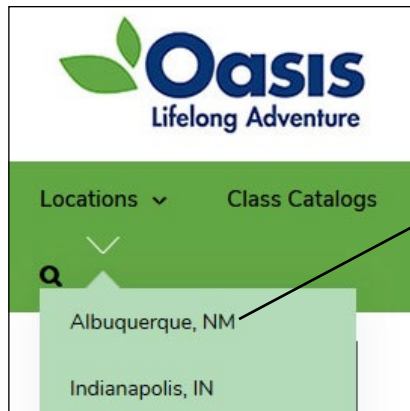 Oasis
Lifelong Adventure
Locations Class Catalogs
Albuquerque, NM
Indianapolis, IN